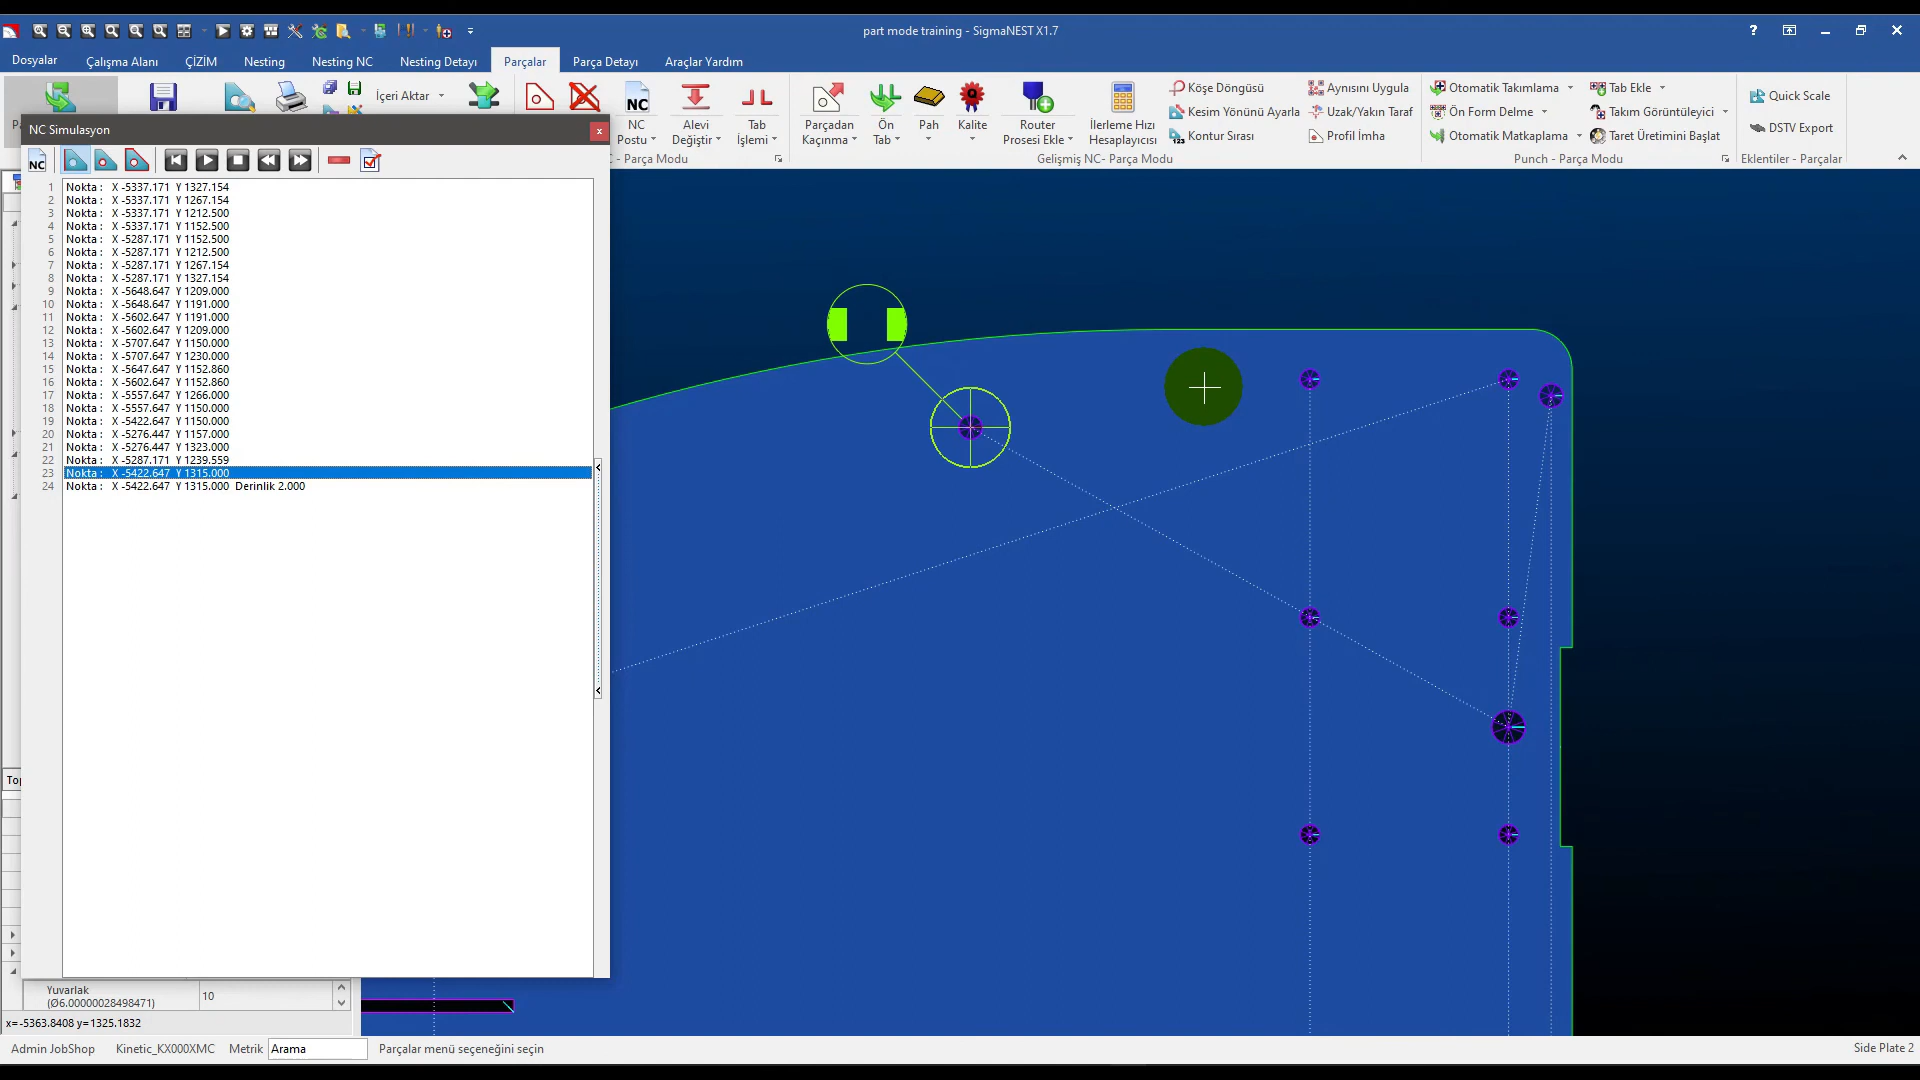 part mode training - SigmaNEST X1.7
Dosyalar
Çalışma Alanı
ÇİZİM
Nesting
Nesting NC
Nesting Detayı
Parçalar
Parça Detayı
Araçlar Yardım
İçeri Aktar
NC
Postu
Alevi
Değiştir
Tab
İşlemi
Parçadan
Kaçınma
Ön
Tab
Pah
Kalite
Router
Prosesi Ekle
İlerleme Hızı
Hesaplayıcısı
Köşe Döngüsü
Kesim Yönünü Ayarla
Kontur Sırası
Aynısını Uygula
Uzak/Yakın Taraf
Profil İmha
Otomatik Takımlama
Ön Form Delme
Otomatik Matkaplama
Tab Ekle
Takım Görüntüleyici
Taret Üretimini Başlat
Quick Scale
DSTV Export
C - Parça Modu
Gelişmiş NC- Parça Modu
Punch - Parça Modu
Eklentiler - Parçalar
NC Simulasyon
NC
1 Nokta : X -5337.171 Y 1327.154
2 Nokta : X -5337.171 Y 1267.154
3 Nokta : X -5337.171 Y 1212.500
4 Nokta : X -5337.171 Y 1152.500
5 Nokta : X -5287.171 Y 1152.500
6 Nokta : X -5287.171 Y 1212.500
7 Nokta : X -5287.171 Y 1267.154
8 Nokta : X -5287.171 Y 1327.154
9 Nokta : X -5648.647 Y 1209.000
10 Nokta : X -5648.647 Y 1191.000
11 Nokta : X -5602.647 Y 1191.000
12 Nokta : X -5602.647 Y 1209.000
13 Nokta : X -5707.647 Y 1150.000
14 Nokta : X -5707.647 Y 1230.000
15 Nokta : X -5647.647 Y 1152.860
16 Nokta : X -5602.647 Y 1152.860
17 Nokta : X -5557.647 Y 1266.000
18 Nokta : X -5557.647 Y 1150.000
19 Nokta : X -5422.647 Y 1150.000
20 Nokta : X -5276.447 Y 1157.000
21 Nokta : X -5276.447 Y 1323.000
22 Nokta : X -5287.171 Y 1239.559
23 Nokta : X -5422.647 Y 1315.000
24 Nokta : X -5422.647 Y 1315.000 Derinlik 2.000
Top
Yuvarlak
(Ø6.00000028498471)
10
x=-5363.8408 y=1325.1832
Admin JobShop
Kinetic_KX000XMC
Metrik
Arama
Parçalar menü seçeneğini seçin
Side Plate 2